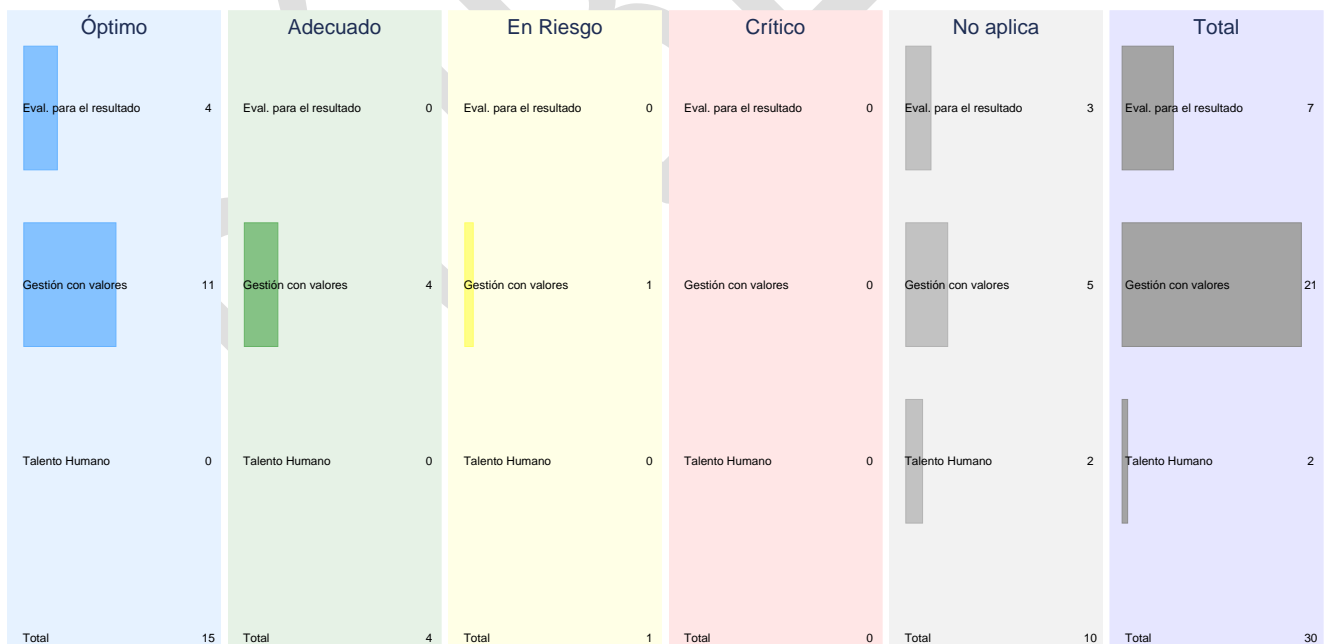 Óptimo Adecuado En Riesgo Crítico No aplica Total
Eval. para el resultado 4 Eval. para el resultado 0 Eval. para el resultado 0 Eval. para el resultado 0 Eval. para el resultado 3 Eval. para el resultado 7
Gestión con valores 11 Gestión con valores 4 Gestión con valores 1 Gestión con valores 0 Gestión con valores 5 Gestión con valores 21
Talento Humano 0 Talento Humano 0 Talento Humano 0 Talento Humano 0 Talento Humano 2 Talento Humano 2
Total 15 Total 4 Total 1 Total 0 Total 10 Total 30